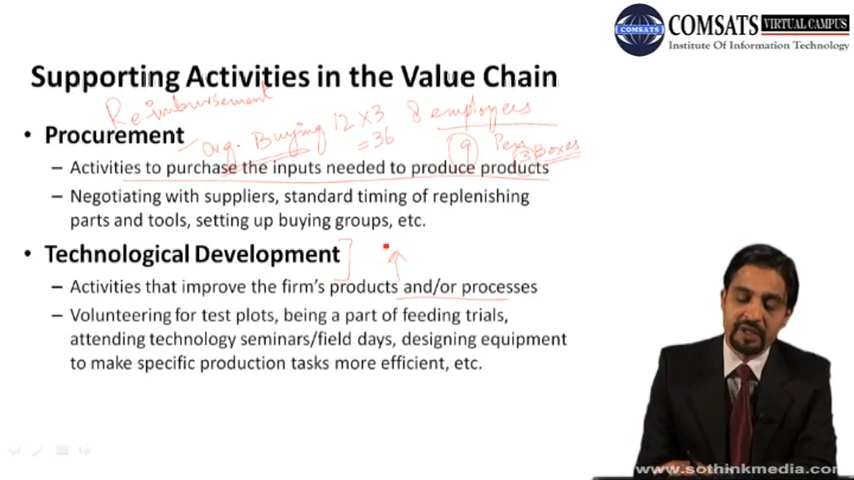 COMSATS VIRTUAL CAMPUS
COMSATS
Institute Of Information Technology
Supporting Activities in the Value Chain
Re-imbursement
• Procurement
org. Buying 12 x 3 8 employees
= 36 9 Pens 3 Boxes
– Activities to purchase the inputs needed to produce products
– Negotiating with suppliers, standard timing of replenishing
parts and tools, setting up buying groups, etc.
• Technological Development
– Activities that improve the firm's products and/or processes
– Volunteering for test plots, being a part of feeding trials,
attending technology seminars/field days, designing equipment
to make specific production tasks more efficient, etc.
www.sothinkmedia.com